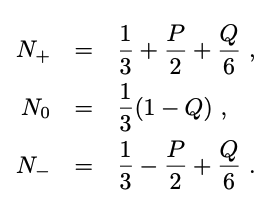 N₊ = 1/3 + P/2 + Q/6 ,
N₀ = 1/3 (1 − Q) ,
N₋ = 1/3 − P/2 + Q/6 .